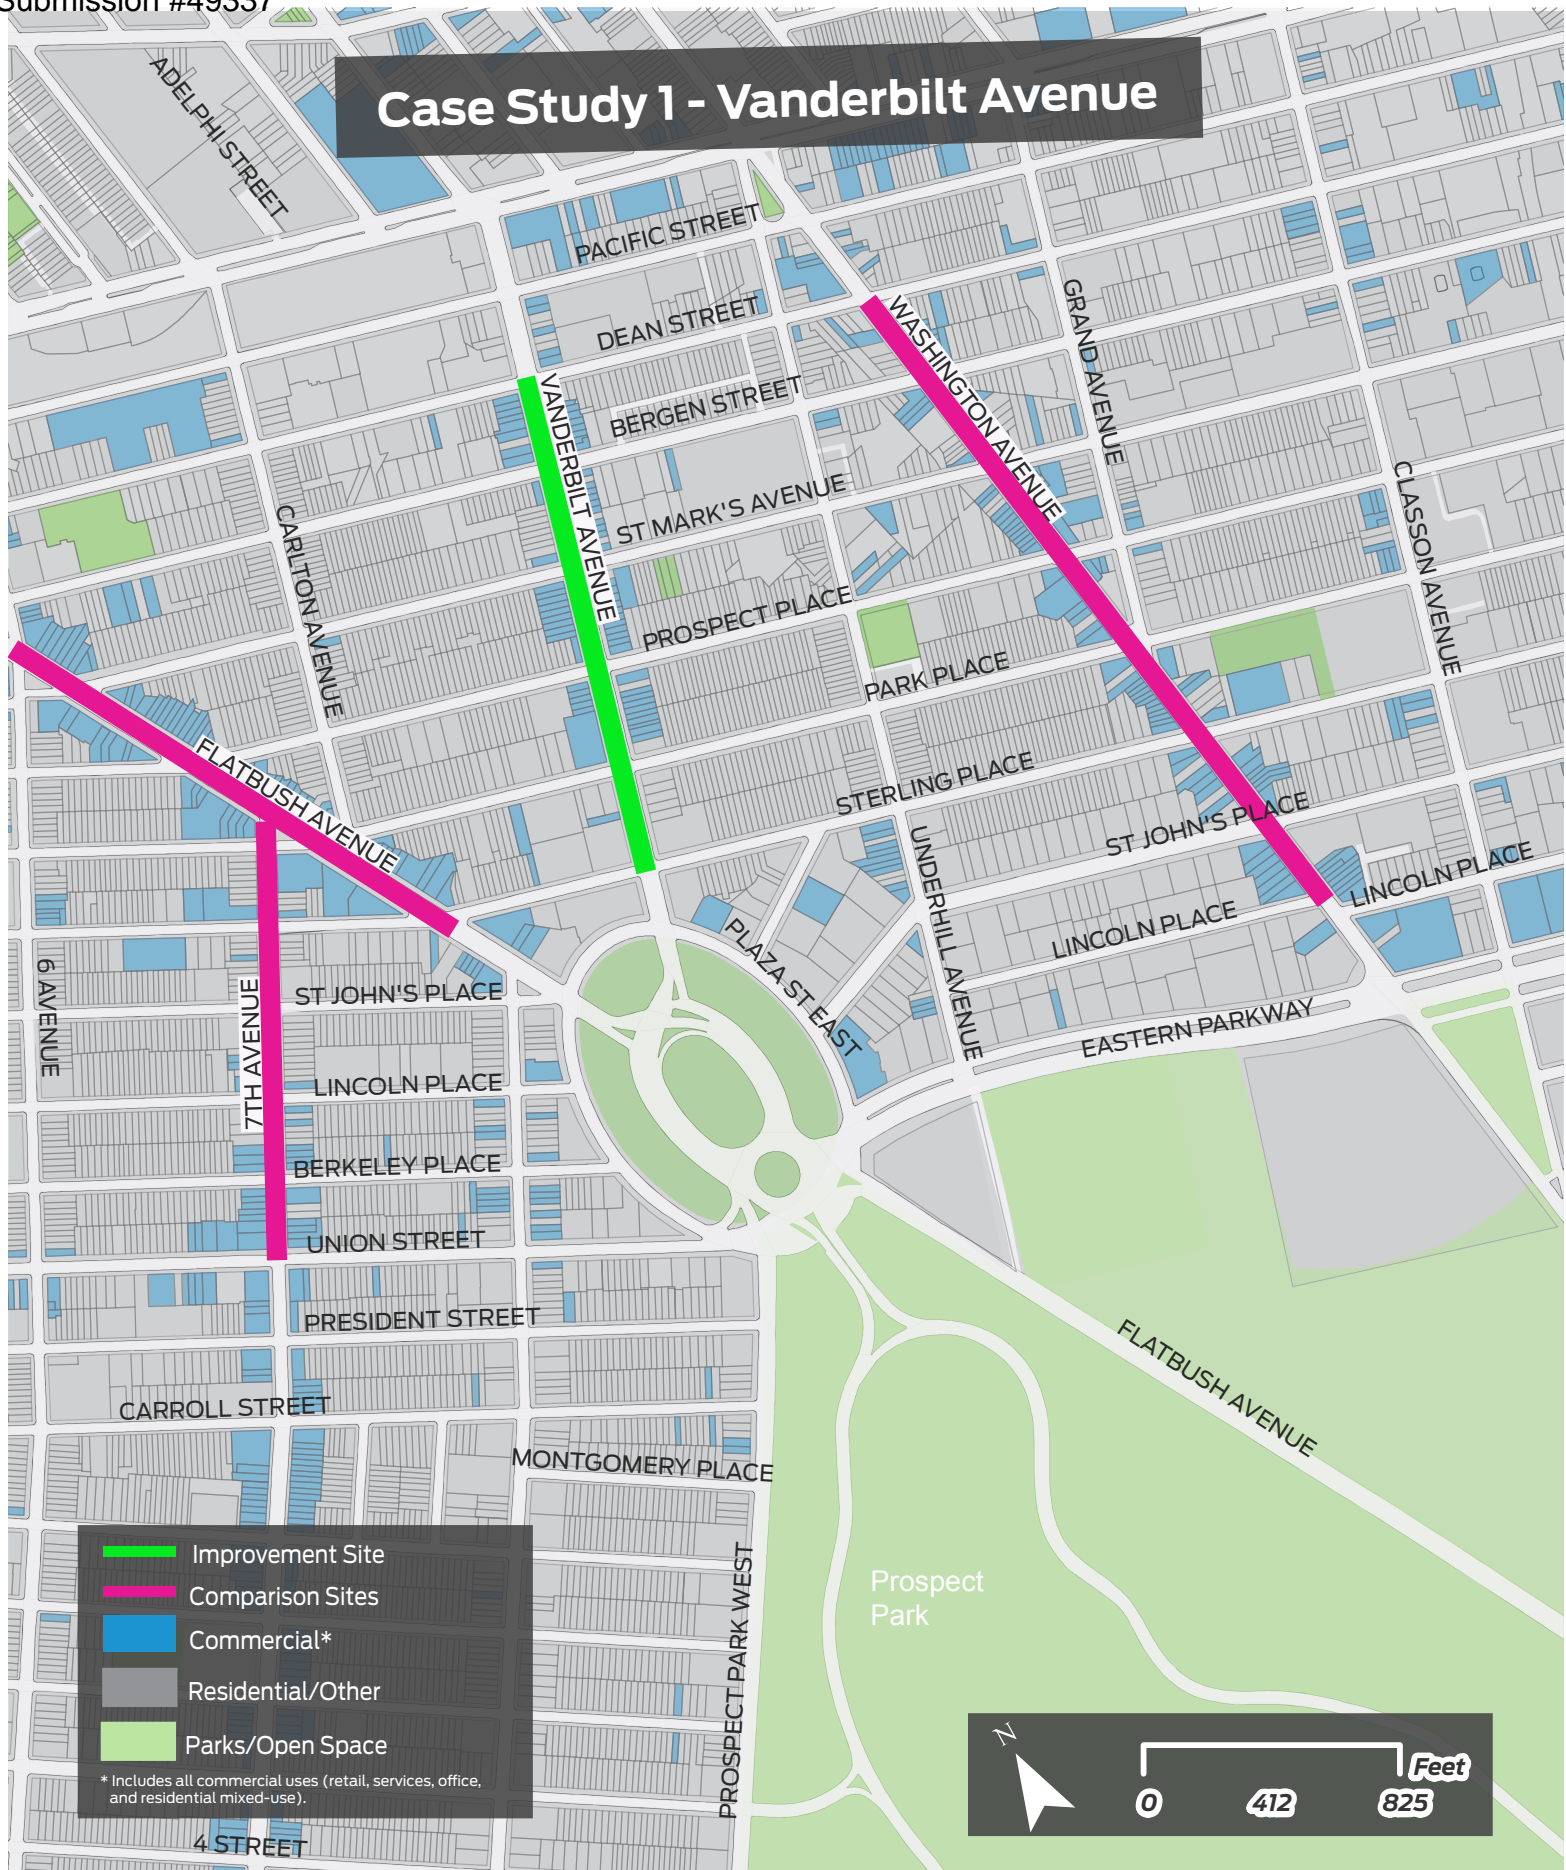 Submission #49337
Case Study 1 - Vanderbilt Avenue
ADELPHI STREET
PACIFIC STREET
DEAN STREET
WASHINGTON AVENUE
GRAND AVENUE
BERGEN STREET
VANDERBILT AVENUE
ST MARK'S AVENUE
CLASSON AVENUE
CARLTON AVENUE
PROSPECT PLACE
PARK PLACE
FLATBUSH AVENUE
STERLING PLACE
ST JOHN'S PLACE
UNDERHILL AVENUE
LINCOLN PLACE
LINCOLN PLACE
PLAZA ST EAST
6 AVENUE
7TH AVENUE
ST JOHN'S PLACE
EASTERN PARKWAY
LINCOLN PLACE
BERKELEY PLACE
UNION STREET
PRESIDENT STREET
FLATBUSH AVENUE
CARROLL STREET
MONTGOMERY PLACE
PROSPECT PARK WEST
Prospect
Park
Improvement Site
Comparison Sites
Commercial*
Residential/Other
Parks/Open Space
* Includes all commercial uses (retail, services, office,
and residential mixed-use).
4 STREET
N
Feet
0 412 825